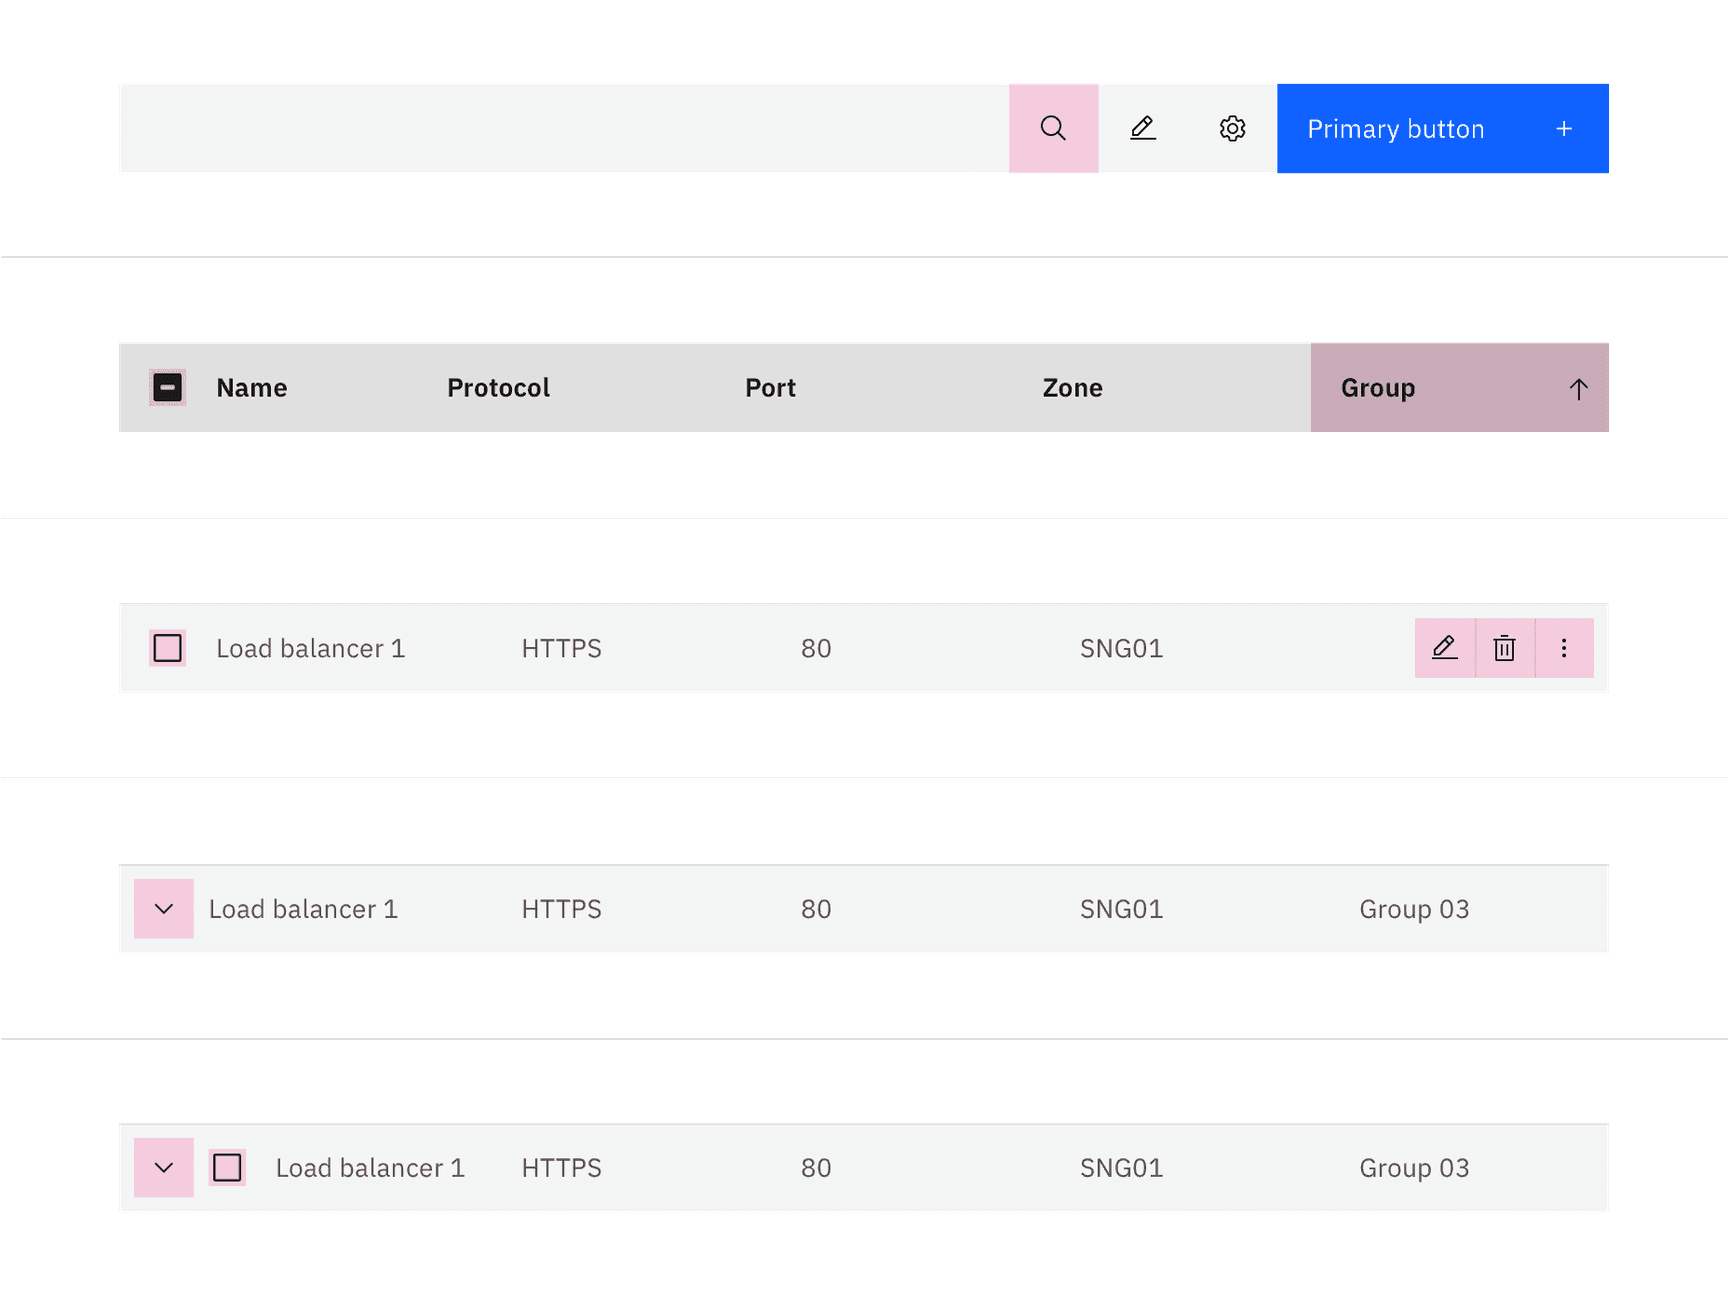 Primary button
Name Protocol Port Zone Group
Load balancer 1 HTTPS 80 SNG01
Load balancer 1 HTTPS 80 SNG01 Group 03
Load balancer 1 HTTPS 80 SNG01 Group 03